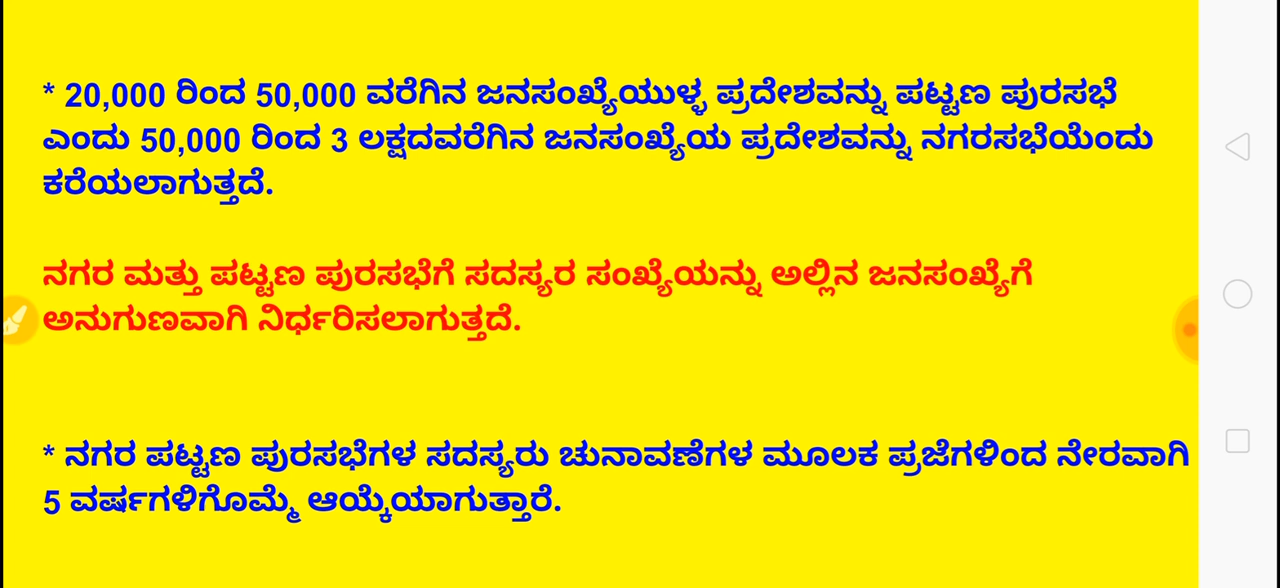 * 20,000 ರಿಂದ 50,000 ವರೆಗಿನ ಜನಸಂಖ್ಯೆಯುಳ್ಳ ಪ್ರದೇಶವನ್ನು ಪಟ್ಟಣ ಪುರಸಭೆ
ಎಂದು 50,000 ರಿಂದ 3 ಲಕ್ಷದವರೆಗಿನ ಜನಸಂಖ್ಯೆಯ ಪ್ರದೇಶವನ್ನು ನಗರಸಭೆಯೆಂದು
ಕರೆಯಲಾಗುತ್ತದೆ.
ನಗರ ಮತ್ತು ಪಟ್ಟಣ ಪುರಸಭೆಗೆ ಸದಸ್ಯರ ಸಂಖ್ಯೆಯನ್ನು ಅಲ್ಲಿನ ಜನಸಂಖ್ಯೆಗೆ
ಅನುಗುಣವಾಗಿ ನಿರ್ಧರಿಸಲಾಗುತ್ತದೆ.
* ನಗರ ಪಟ್ಟಣ ಪುರಸಭೆಗಳ ಸದಸ್ಯರು ಚುನಾವಣೆಗಳ ಮೂಲಕ ಪ್ರಜೆಗಳಿಂದ ನೇರವಾಗಿ
5 ವರ್ಷಗಳಿಗೊಮ್ಮೆ ಆಯ್ಕೆಯಾಗುತ್ತಾರೆ.